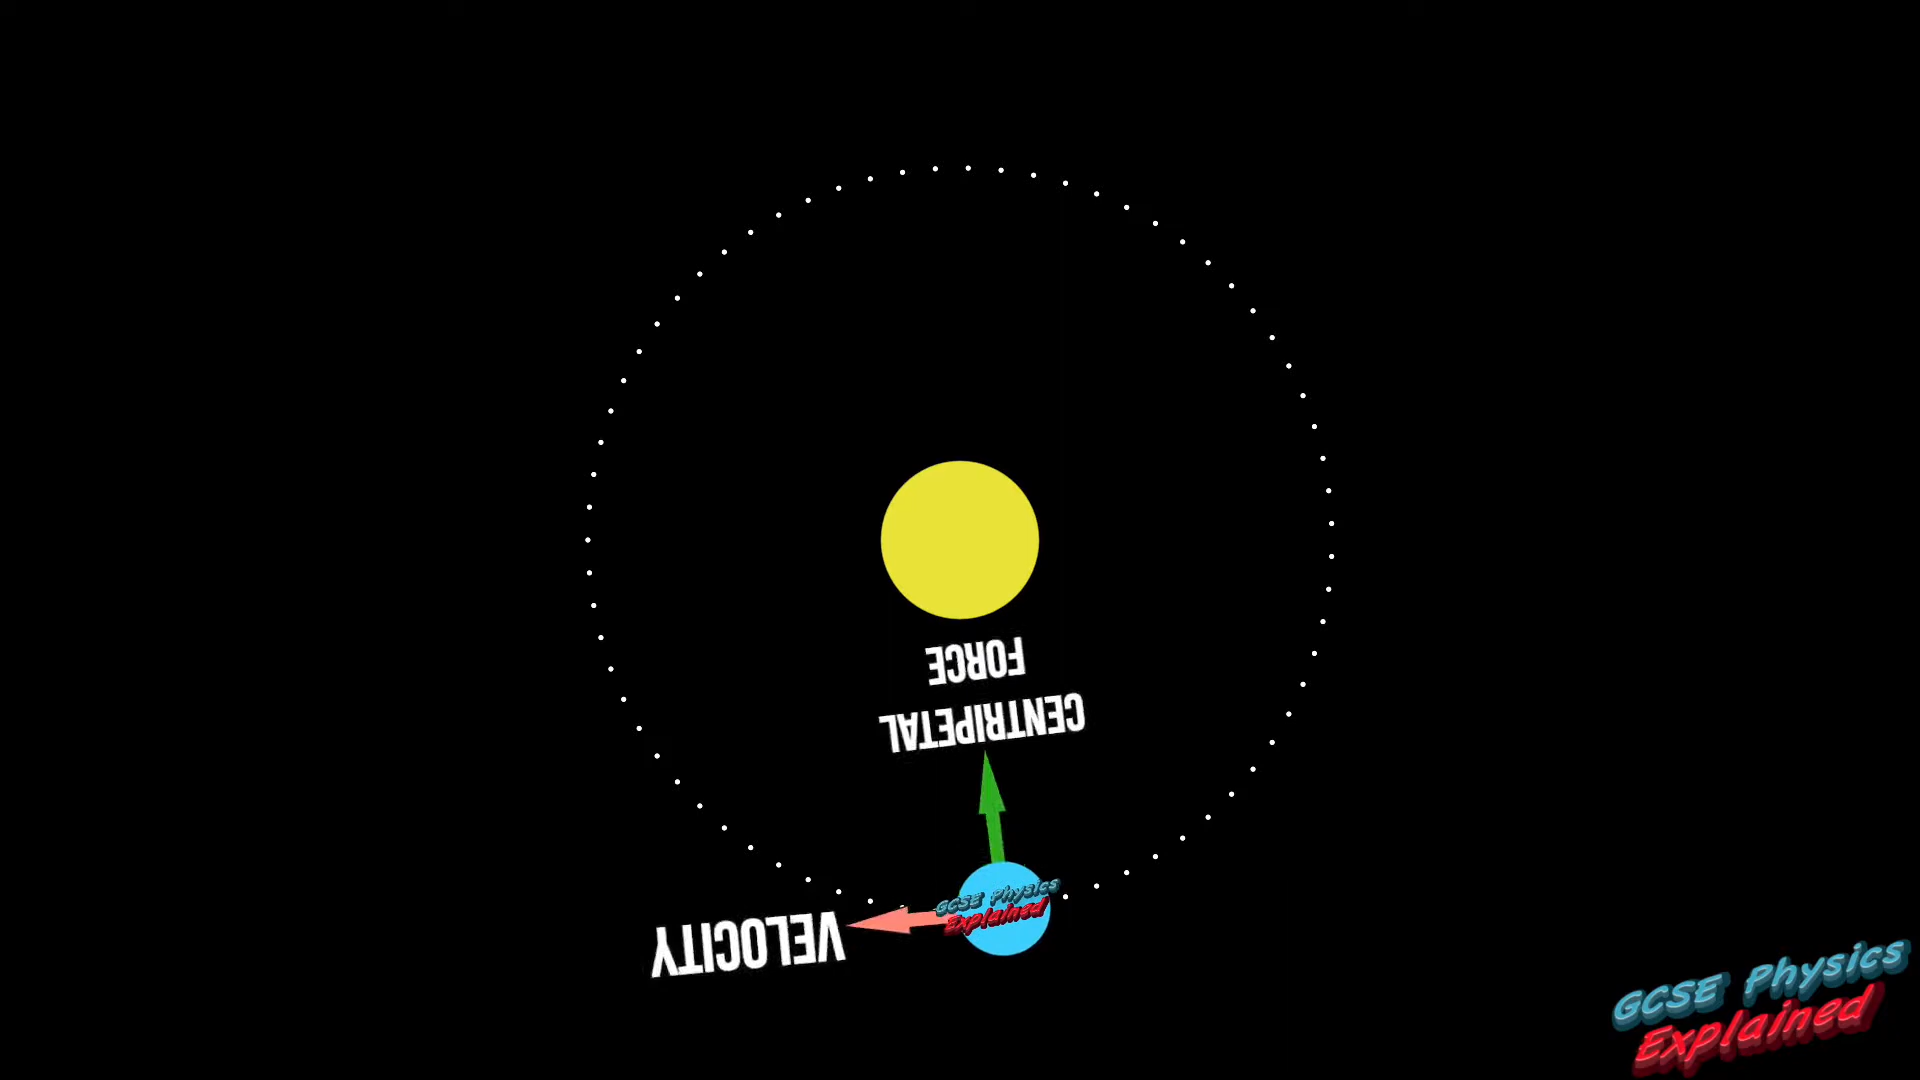 CENTRIPETAL
FORCE
VELOCITY
GCSE Physics
Explained
GCSE Physics
Explained